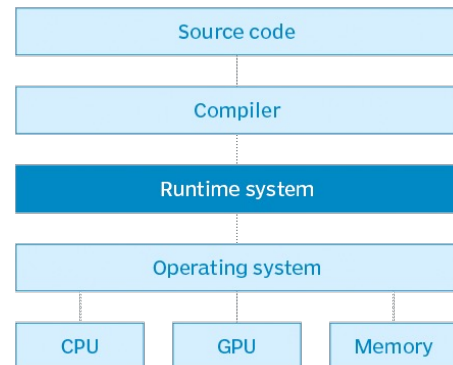 Source code
Compiler
Runtime system
Operating system
CPU
GPU
Memory